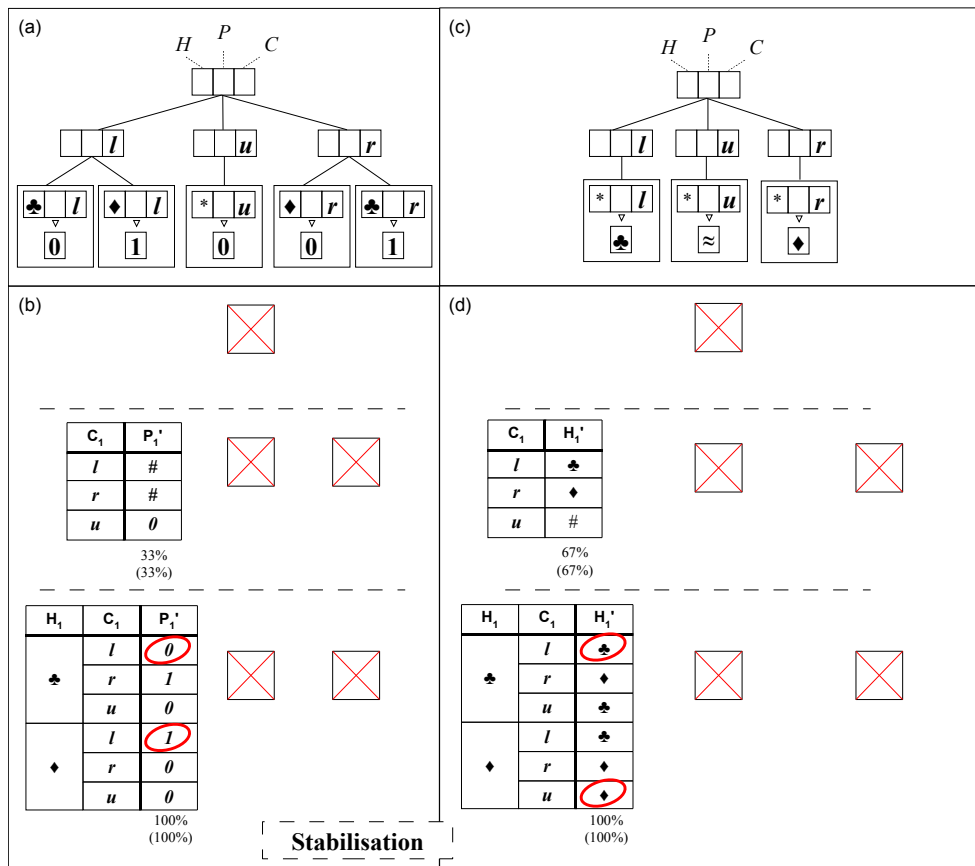 (a)
H P C
l u r
♣ l ♦ l * u ♦ r ♣ r
0 1 0 0 1
(c)
H P C
l u r
* l * u * r
♣ ≈ ♦
(b)
C1 P1'
l #
r #
u 0
33%
(33%)
H1 C1 P1'
♣ l 0
r 1
u 0
♦ l 1
r 0
u 0
100%
(100%)
(d)
C1 H1'
l ♣
r ♦
u #
67%
(67%)
H1 C1 H1'
♣ l ♣
r ♦
u ♣
♦ l ♣
r ♦
u ♦
100%
(100%)
Stabilisation